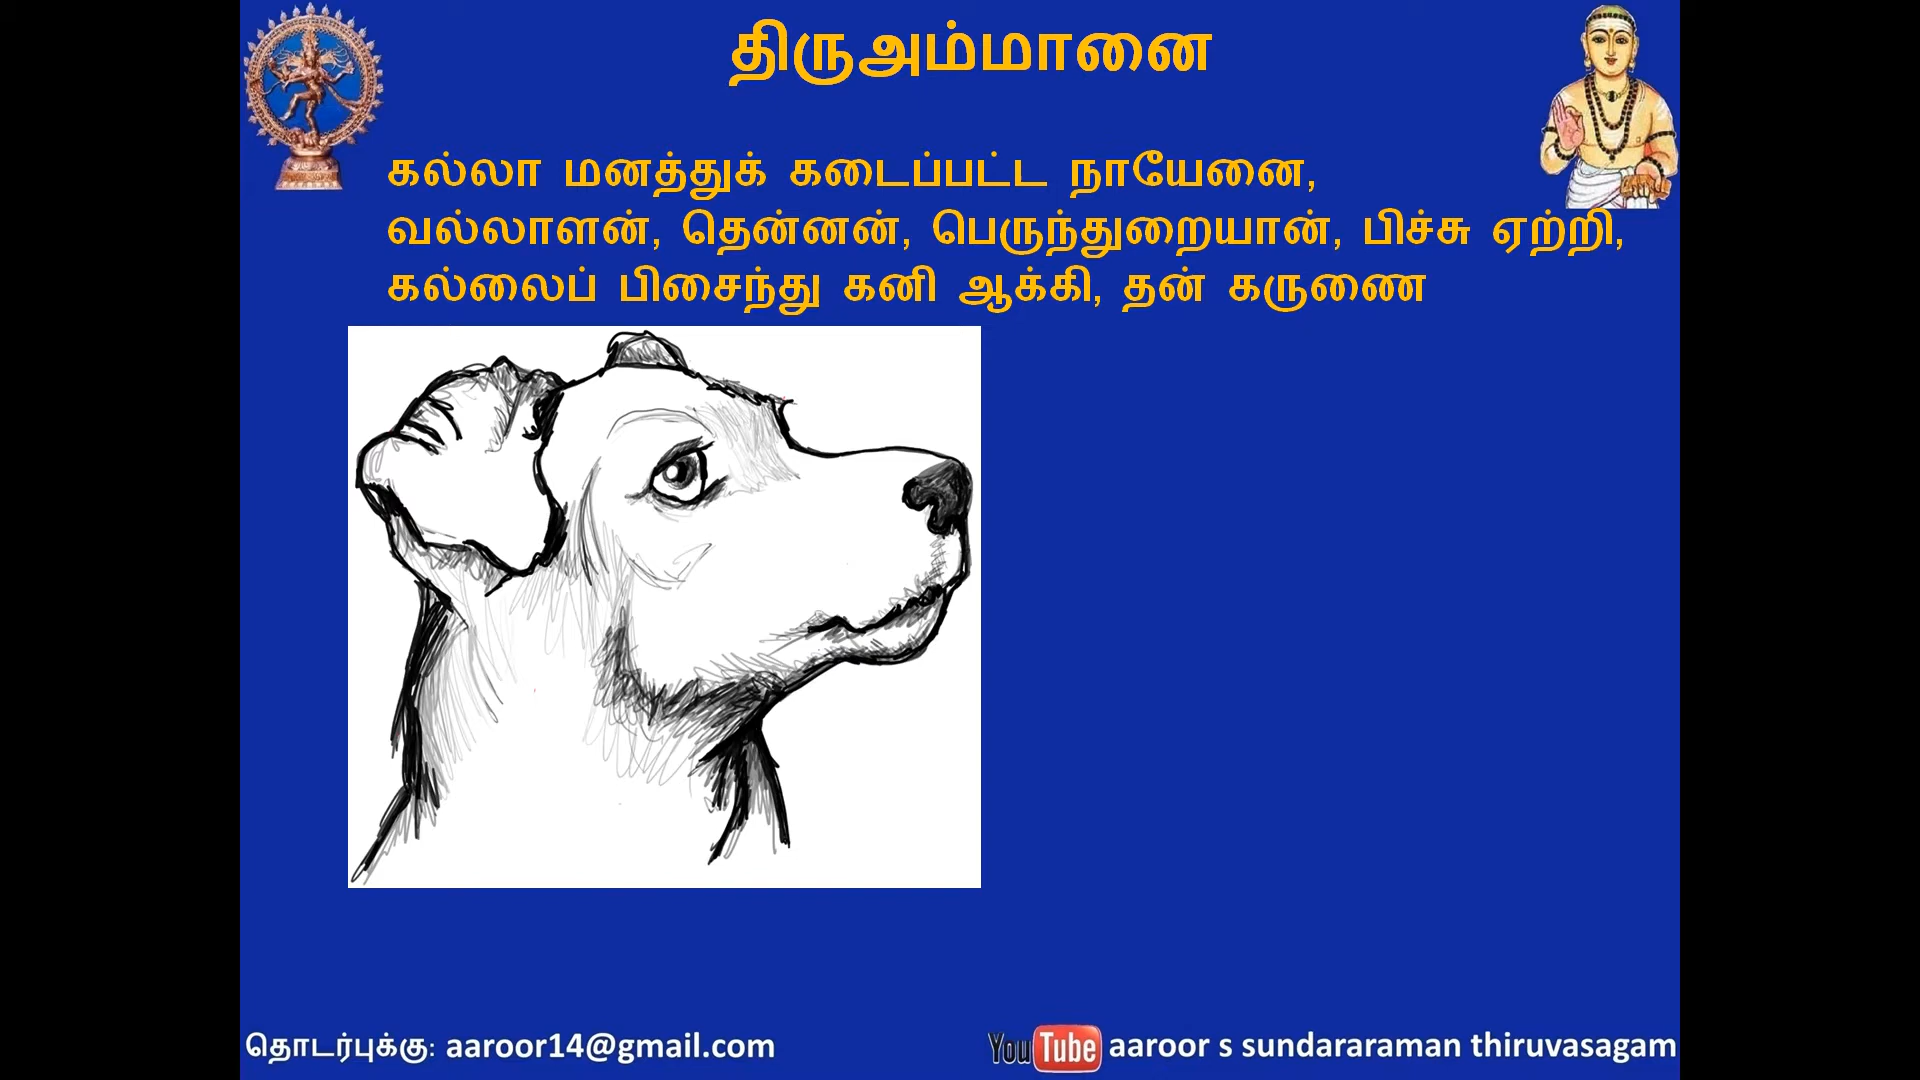 திருஅம்மானை
கல்லா மனத்துக் கடைப்பட்ட நாயேனை,
வல்லாளன், தென்னன், பெருந்துறையான், பிச்சு ஏற்றி,
கல்லைப் பிசைந்து கனி ஆக்கி, தன் கருணை
தொடர்புக்கு: aaroor14@gmail.com
YouTube aaroor s sundararaman thiruvasagam